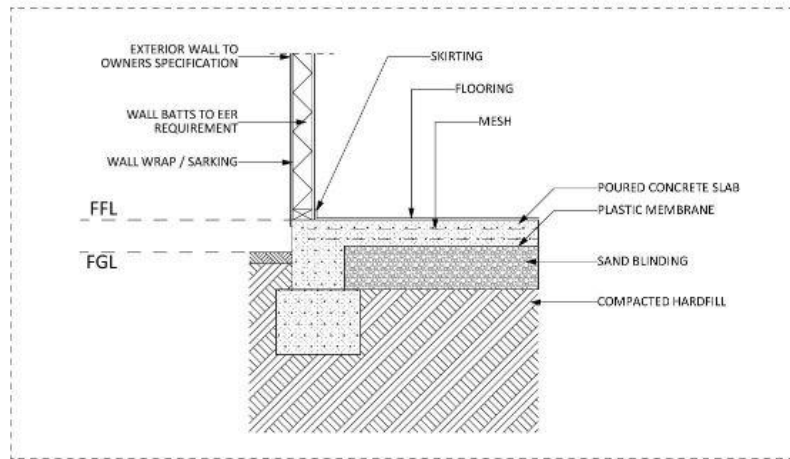 EXTERIOR WALL TO
OWNERS SPECIFICATION
WALL BATTS TO EER
REQUIREMENT
WALL WRAP / SARKING
FFL
FGL
SKIRTING
FLOORING
MESH
POURED CONCRETE SLAB
PLASTIC MEMBRANE
SAND BLINDING
COMPACTED HARDFILL